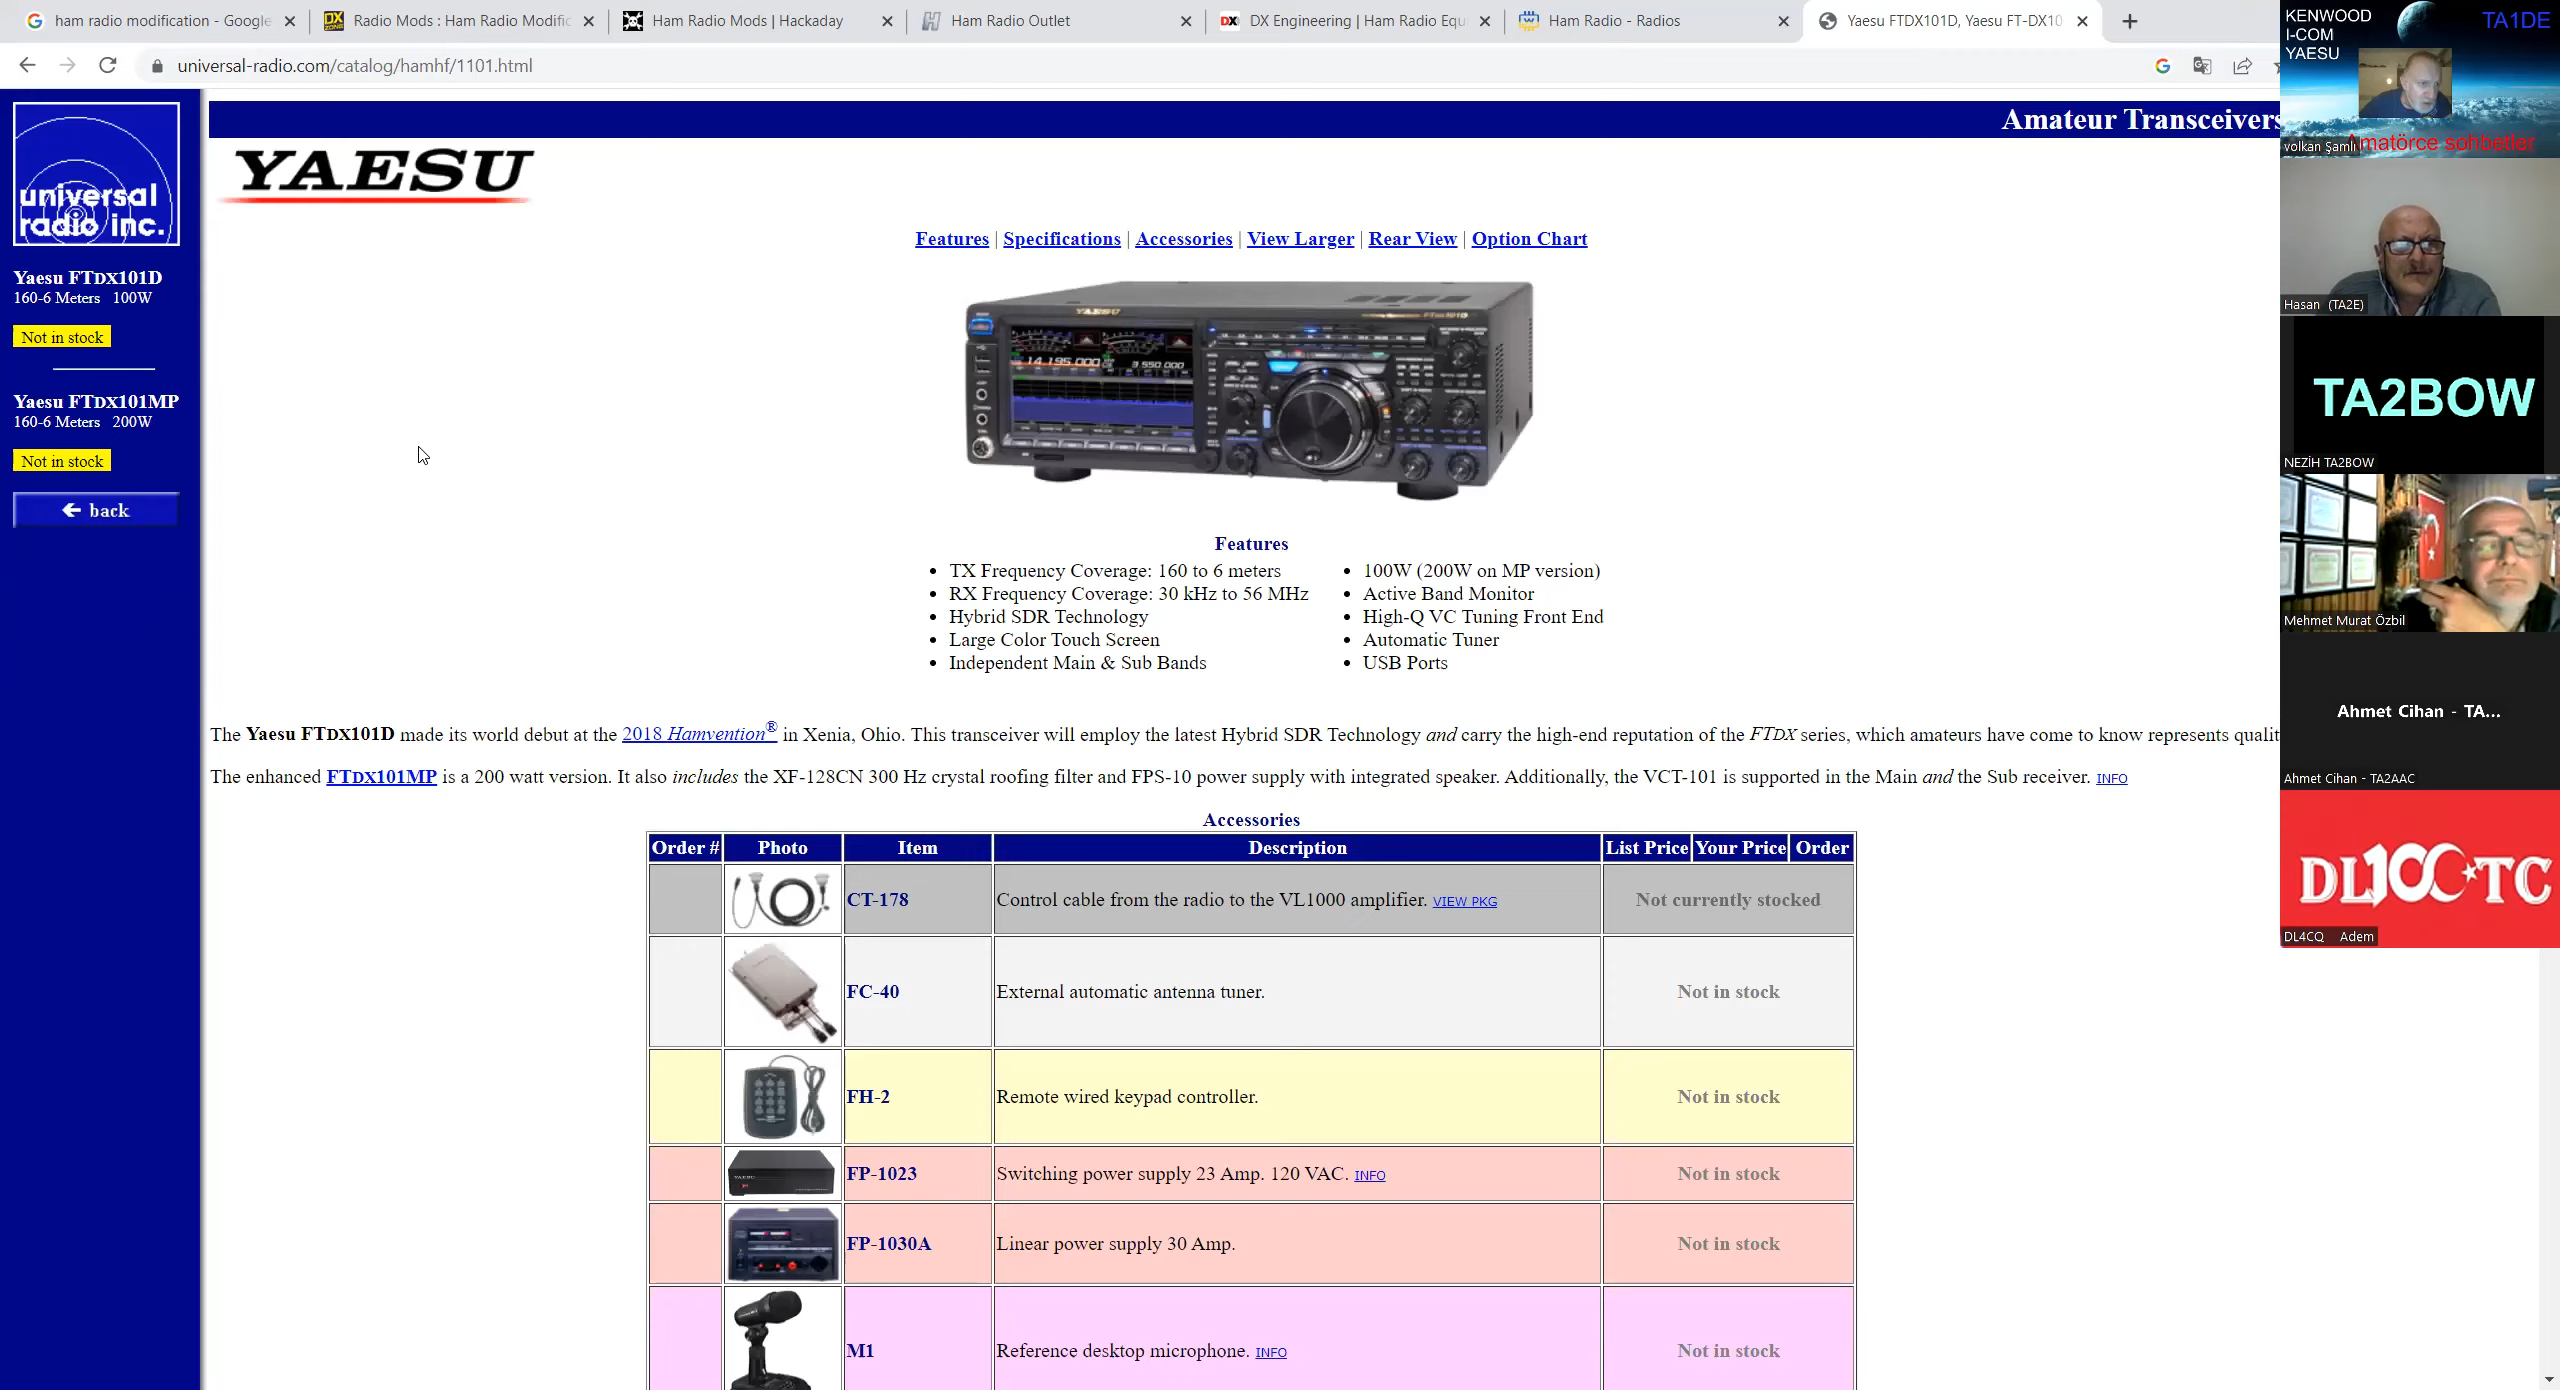 ham radio modification - Google
Radio Mods : Ham Radio Modific
Ham Radio Mods | Hackaday
Ham Radio Outlet
DX Engineering | Ham Radio Equ
Ham Radio - Radios
Yaesu FTDX101D, Yaesu FT-DX10
universal-radio.com/catalog/hamhf/1101.html
universal
radio inc.
Yaesu FTDX101D
160-6 Meters 100W
Not in stock
Yaesu FTDX101MP
160-6 Meters 200W
Not in stock
back
Amateur Transceivers
YAESU
Features | Specifications | Accessories | View Larger | Rear View | Option Chart
YAESU
14.195.000
3.550.000
Features
• TX Frequency Coverage: 160 to 6 meters
• RX Frequency Coverage: 30 kHz to 56 MHz
• Hybrid SDR Technology
• Large Color Touch Screen
• Independent Main & Sub Bands
• 100W (200W on MP version)
• Active Band Monitor
• High-Q VC Tuning Front End
• Automatic Tuner
• USB Ports
The Yaesu FTDX101D made its world debut at the 2018 Hamvention® in Xenia, Ohio. This transceiver will employ the latest Hybrid SDR Technology and carry the high-end reputation of the FTDX series, which amateurs have come to know represents qualit
The enhanced FTDX101MP is a 200 watt version. It also includes the XF-128CN 300 Hz crystal roofing filter and FPS-10 power supply with integrated speaker. Additionally, the VCT-101 is supported in the Main and the Sub receiver. INFO
Accessories
Order # Photo Item Description List Price Your Price Order
CT-178 Control cable from the radio to the VL1000 amplifier. VIEW PKG Not currently stocked
FC-40 External automatic antenna tuner. Not in stock
FH-2 Remote wired keypad controller. Not in stock
FP-1023 Switching power supply 23 Amp. 120 VAC. INFO Not in stock
FP-1030A Linear power supply 30 Amp. Not in stock
M1 Reference desktop microphone. INFO Not in stock
KENWOOD
I-COM
YAESU
TA1DE
volkan Şamlı
matörce sohbetler
Hasan (TA2E)
TA2BOW
NEZİH TA2BOW
Mehmet Murat Özbil
Ahmet Cihan - TA...
Ahmet Cihan - TA2AAC
DL100TC
DL4CQ Adem